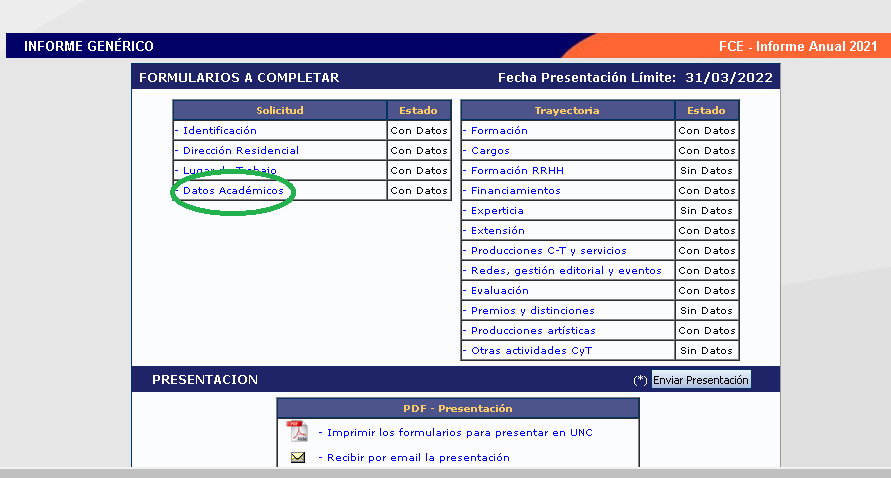 INFORME GENÉRICO
FCE - Informe Anual 2021
FORMULARIOS A COMPLETAR
Fecha Presentación Límite: 31/03/2022
Solicitud Estado
- Identificación Con Datos
- Dirección Residencial Con Datos
- Lugar de Trabajo Con Datos
- Datos Académicos Con Datos
Trayectoria Estado
- Formación Con Datos
- Cargos Con Datos
- Formación RRHH Sin Datos
- Financiamientos Con Datos
- Experticia Sin Datos
- Extensión Con Datos
- Producciones C-T y servicios Con Datos
- Redes, gestión editorial y eventos Con Datos
- Evaluación Con Datos
- Premios y distinciones Sin Datos
- Producciones artísticas Con Datos
- Otras actividades CyT Sin Datos
PRESENTACION
(*) Enviar Presentación
PDF - Presentación
PDF
- Imprimir los formularios para presentar en UNC
- Recibir por email la presentación